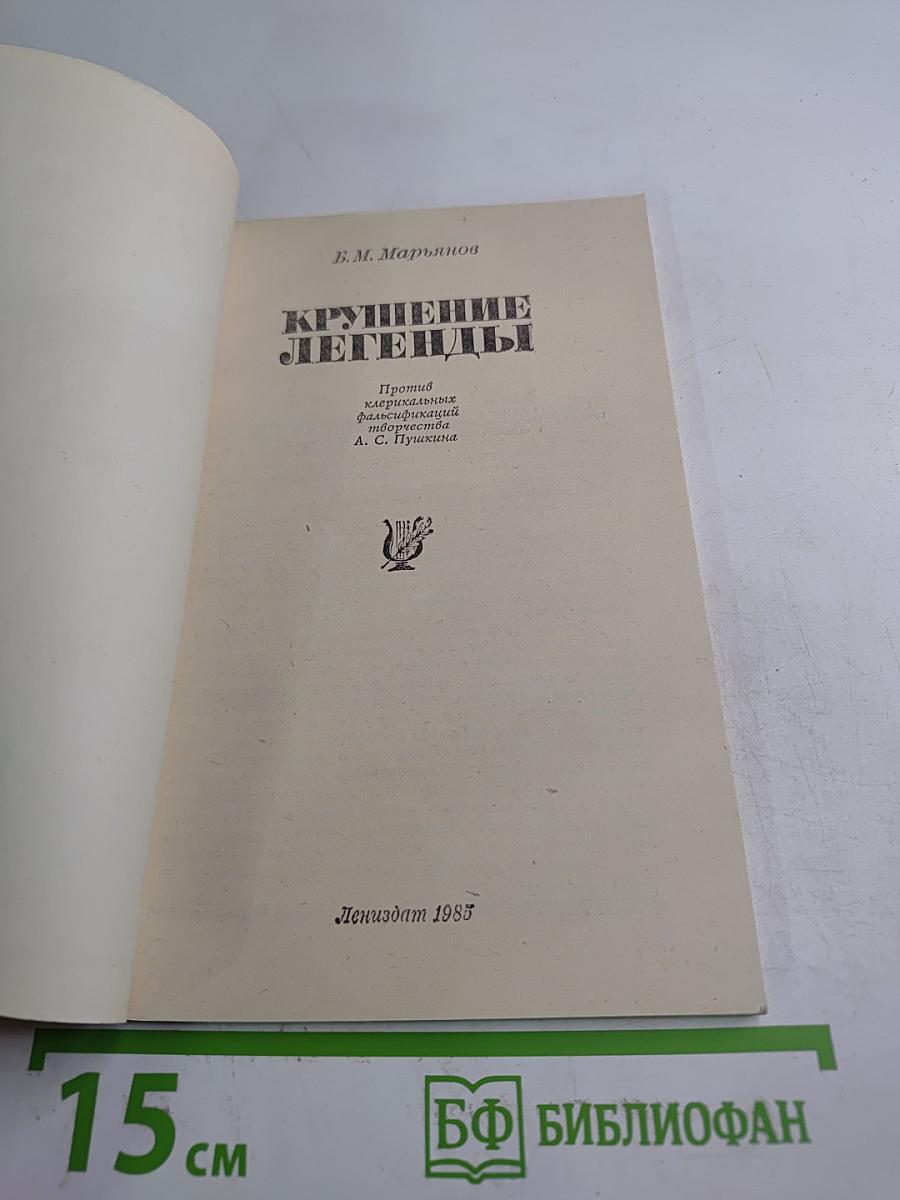 Б. М. Марьянов
КРУШЕНИЕ
ЛЕГЕНДЫ
Против
клерикальных
фальсификаций
творчества
А. С. Пушкина
Лениздат 1985
15 см
БФ БИБЛИОФАН